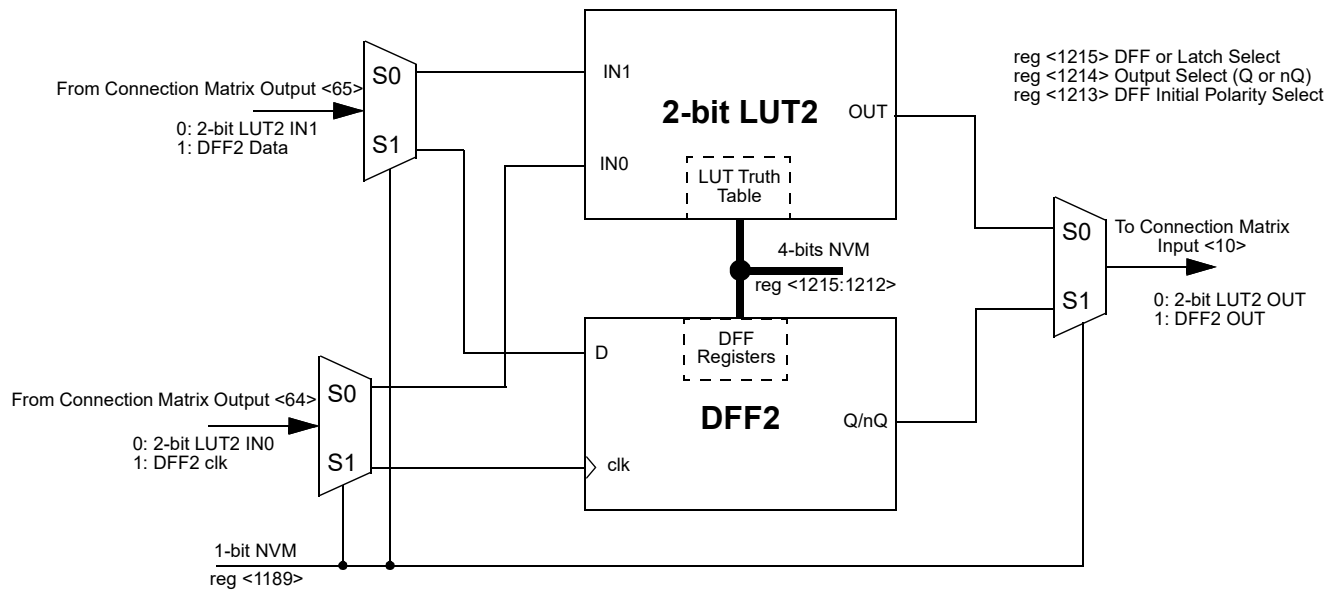 reg <1215> DFF or Latch Select
reg <1214> Output Select (Q or nQ)
reg <1213> DFF Initial Polarity Select
From Connection Matrix Output <65>
0: 2-bit LUT2 IN1
1: DFF2 Data
S0
S1
IN1
IN0
2-bit LUT2
OUT
LUT Truth
Table
4-bits NVM
reg <1215:1212>
S0
S1
To Connection Matrix
Input <10>
0: 2-bit LUT2 OUT
1: DFF2 OUT
From Connection Matrix Output <64>
0: 2-bit LUT2 IN0
1: DFF2 clk
S0
S1
D
clk
DFF
Registers
DFF2
Q/nQ
1-bit NVM
reg <1189>